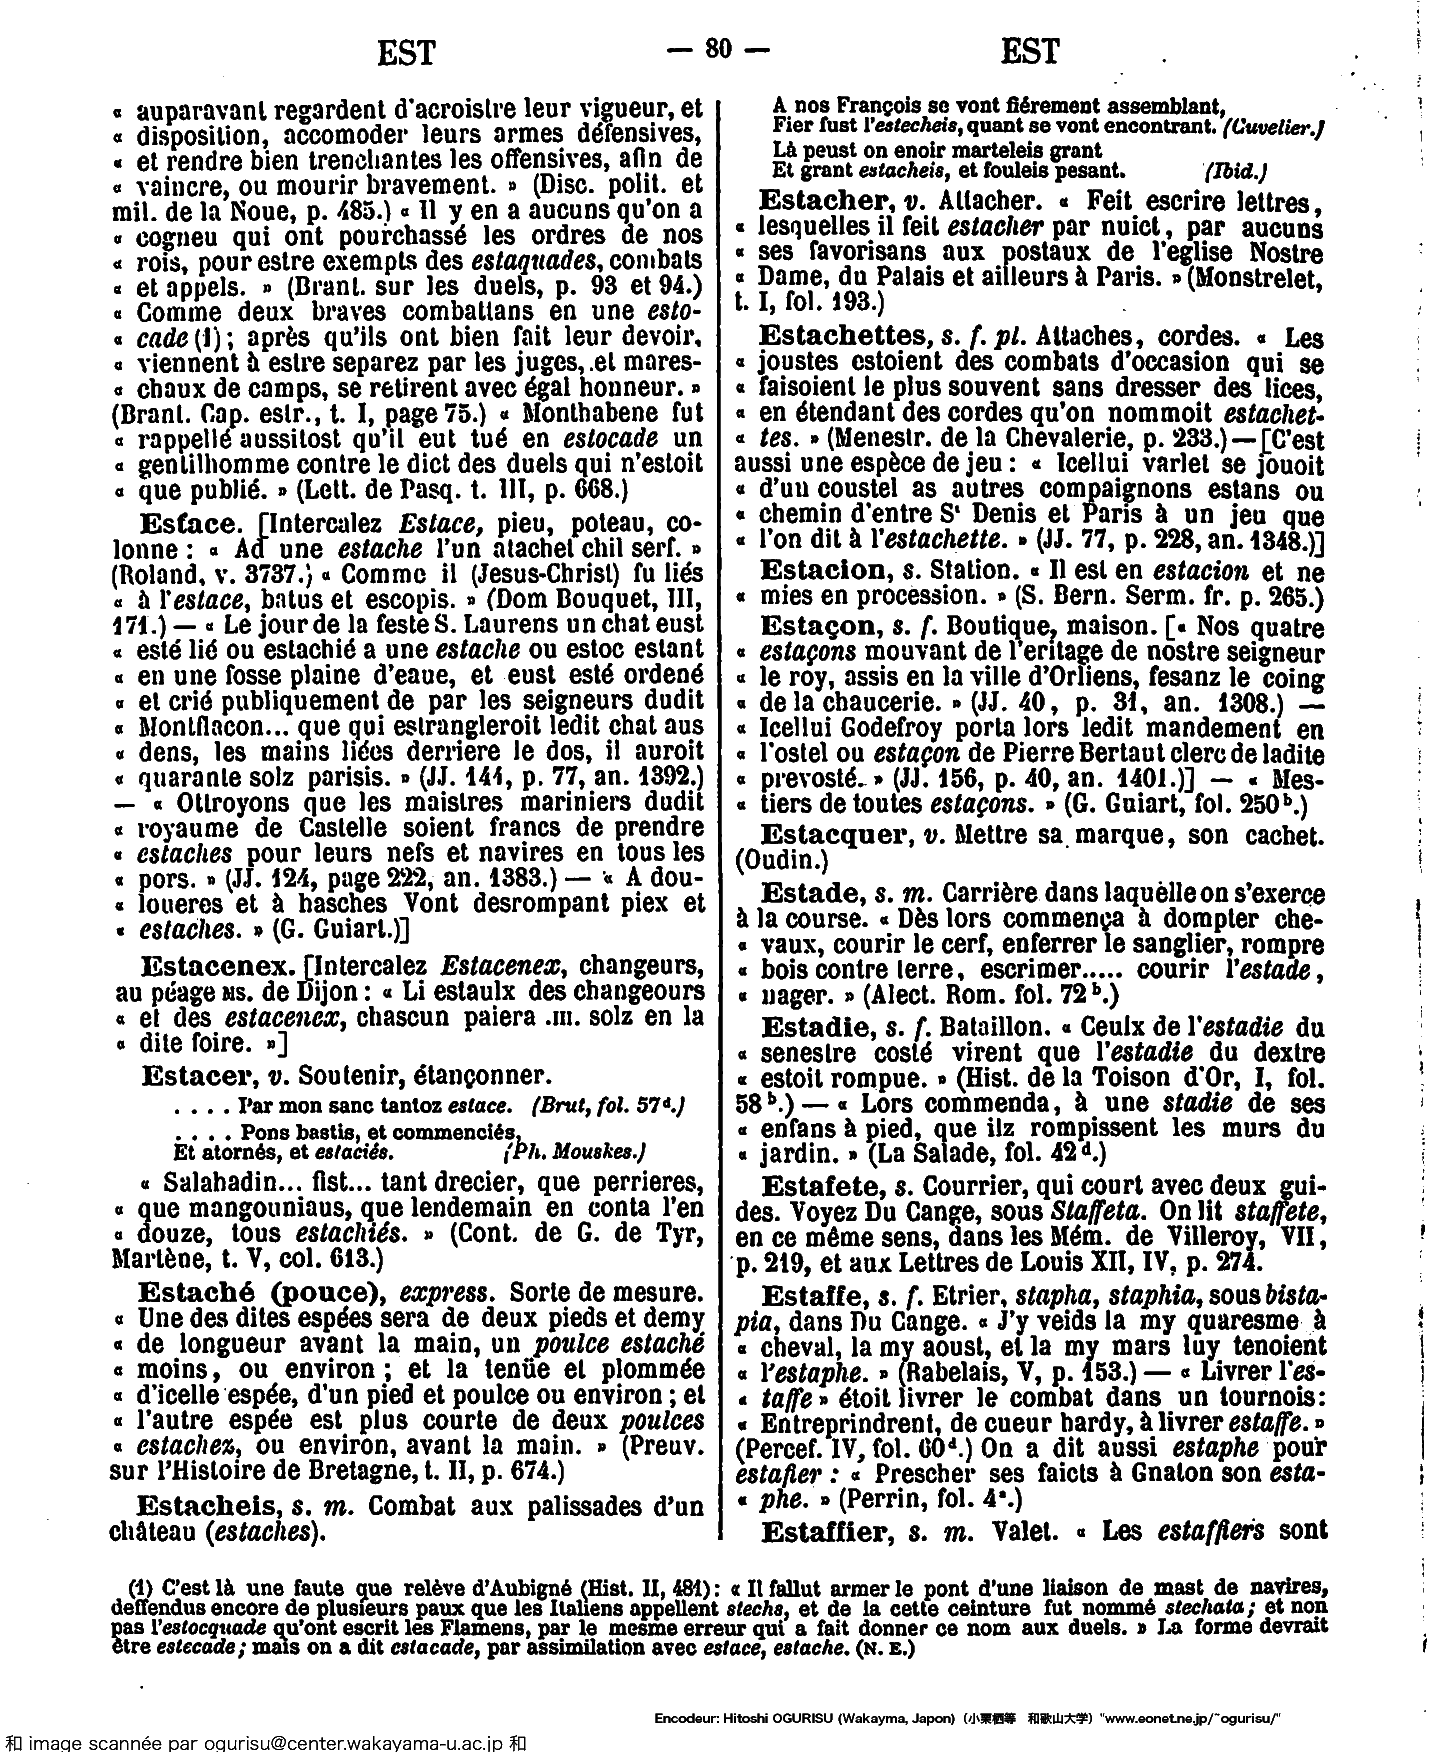 EST — 80 — EST
« auparavant regardent d'acroistre leur vigueur, et
« disposition, accomoder leurs armes défensives,
« et rendre bien trenchantes les offensives, afin de
« vaincre, ou mourir bravement. » (Disc. polit. et
mil. de la Noue, p. 485.) « Il y en a aucuns qu'on a
« cogneu qui ont pourchassé les ordres de nos
« rois, pour estre exempts des estaquades, combats
« et appels. » (Brant. sur les duels, p. 93 et 94.)
« Comme deux braves combattans en une esto-
« cade (1); après qu'ils ont bien fait leur devoir,
« viennent à estre separez par les juges, et mares-
« chaux de camps, se retirent avec égal honneur. »
(Brant. Cap. estr., t. I, page 75.) « Monthabene fut
« rappellé aussitost qu'il eut tué en estocade un
« gentilhomme contre le dict des duels qui n'estoit
« que publié. » (Lett. de Pasq. t. III, p. 668.)
Estace. [Intercalez Estace, pieu, poteau, co-
lonne : « Ad une estache l'un atachet chil serf. »
(Roland, v. 3737.) « Comme il (Jesus-Christ) fu liés
« à l'estace, batus et escopis. » (Dom Bouquet, III,
171.) — « Le jour de la feste S. Laurens un chat eust
« esté lié ou estachié a une estache ou estoc estant
« en une fosse plaine d'eaue, et eust esté ordené
« et crié publiquement de par les seigneurs dudit
« Montflacon... que qui estrangleroit ledit chat aus
« dens, les mains liées derriere le dos, il auroit
« quarante solz parisis. » (JJ. 141, p. 77, an. 1392.)
— « Ottroyons que les maistres mariniers dudit
« royaume de Castelle soient francs de prendre
« estaches pour leurs nefs et navires en tous les
« pors. » (JJ. 124, page 222, an. 1383.) — « A dou-
« loueres et à hasches Vont desrompant piex et
« estaches. » (G. Guiart.)]
Estacenex. [Intercalez Estacenex, changeurs,
au péage MS. de Dijon : « Li estaulx des changeours
« et des estacenex, chascun paiera .III. solz en la
« dite foire. »]
Estacer, v. Soutenir, étançonner.
. . . . Par mon sanc tantoz estace. (Brut, fol. 57 d.)
. . . . Pons bastis, et commenciés,
Et atornés, et estaciés. (Ph. Mouskes.)
« Salahadin... fist... tant drecier, que perrieres,
« que mangouniaus, que lendemain en conta l'en
« douze, tous estachiés. » (Cont. de G. de Tyr,
Martène, t. V, col. 613.)
Estaché (pouce), express. Sorte de mesure.
« Une des dites espées sera de deux pieds et demy
« de longueur avant la main, un poulce estaché
« moins, ou environ ; et la tenüe et plommée
« d'icelle espée, d'un pied et poulce ou environ ; et
« l'autre espée est plus courte de deux poulces
« estachez, ou environ, avant la main. » (Preuv.
sur l'Histoire de Bretagne, t. II, p. 674.)
Estacheis, s. m. Combat aux palissades d'un
château (estaches).
A nos François se vont fiérement assemblant,
Fier fust l'estecheis, quant se vont encontrant. (Cuvelier.)
Là peust on enoir marteleis grant
Et grant estacheis, et fouleis pesant. (Ibid.)
Estacher, v. Attacher. « Feit escrire lettres,
« lesquelles il feit estacher par nuict, par aucuns
« ses favorisans aux postaux de l'eglise Nostre
« Dame, du Palais et ailleurs à Paris. » (Monstrelet,
t. I, fol. 193.)
Estachettes, s. f. pl. Attaches, cordes. « Les
« joustes estoient des combats d'occasion qui se
« faisoient le plus souvent sans dresser des lices,
« en étendant des cordes qu'on nommoit estachet-
« tes. » (Menestr. de la Chevalerie, p. 233.) — [C'est
aussi une espèce de jeu : « Icellui varlet se jouoit
« d'un coustel as autres compaignons estans ou
« chemin d'entre St Denis et Paris à un jeu que
« l'on dit à l'estachette. » (JJ. 77, p. 228, an. 1348.)]
Estacion, s. Station. « Il est en estacion et ne
« mies en procession. » (S. Bern. Serm. fr. p. 265.)
Estaçon, s. f. Boutique, maison. [« Nos quatre
« estaçons mouvant de l'eritage de nostre seigneur
« le roy, assis en la ville d'Orliens, fesanz le coing
« de la chaucerie. » (JJ. 40, p. 31, an. 1308.) —
« Icellui Godefroy porta lors ledit mandement en
« l'ostel ou estaçon de Pierre Bertaut clerc de ladite
« prevosté. » (JJ. 156, p. 40, an. 1401.)] — « Mes-
« tiers de toutes estaçons. » (G. Guiart, fol. 250 b.)
Estacquer, v. Mettre sa marque, son cachet.
(Oudin.)
Estade, s. m. Carrière dans laquelle on s'exerce
à la course. « Dès lors commença à dompter che-
« vaux, courir le cerf, enferrer le sanglier, rompre
« bois contre terre, escrimer..... courir l'estade,
« nager. » (Alect. Rom. fol. 72 b.)
Estadie, s. f. Bataillon. « Ceulx de l'estadie du
« senestre costé virent que l'estadie du dextre
« estoit rompue. » (Hist. de la Toison d'Or, I, fol.
58 b.) — « Lors commenda, à une stadie de ses
« enfans à pied, que ilz rompissent les murs du
« jardin. » (La Salade, fol. 42 d.)
Estafete, s. Courrier, qui court avec deux gui-
des. Voyez Du Cange, sous Staffeta. On lit staffete,
en ce même sens, dans les Mém. de Villeroy, VII,
p. 219, et aux Lettres de Louis XII, IV, p. 274.
Estaffe, s. f. Etrier, stapha, staphia, sous bista-
pia, dans Du Cange. « J'y veids la my quaresme à
« cheval, la my aoust, et la my mars luy tenoient
« l'estaphe. » (Rabelais, V, p. 153.) — « Livrer l'es-
« taffe » étoit livrer le combat dans un tournois:
« Entreprindrent, de cueur hardy, à livrer estaffe. »
(Percef. IV, fol. 60 d.) On a dit aussi estaphe pour
estafier : « Prescher ses faicts à Gnaton son esta-
« phe. » (Perrin, fol. 4 a.)
Estaffier, s. m. Valet. « Les estaffiers sont
(1) C'est là une faute que relève d'Aubigné (Hist. II, 481) : « Il fallut armer le pont d'une liaison de mast de navires,
deffendus encore de plusieurs paux que les Italiens appellent stechs, et de la cette ceinture fut nommé stechata ; et non
pas l'estocquade qu'ont escrit les Flamens, par le mesme erreur qui a fait donner ce nom aux duels. » La forme devrait
être estecade ; mais on a dit estacade, par assimilation avec estace, estache. (N. E.)
Encodeur: Hitoshi OGURISU (Wakayma, Japon) (小栗栖等 和歌山大学) "www.eonet.ne.jp/~ogurisu/"
和 image scannée par ogurisu@center.wakayama-u.ac.jp 和